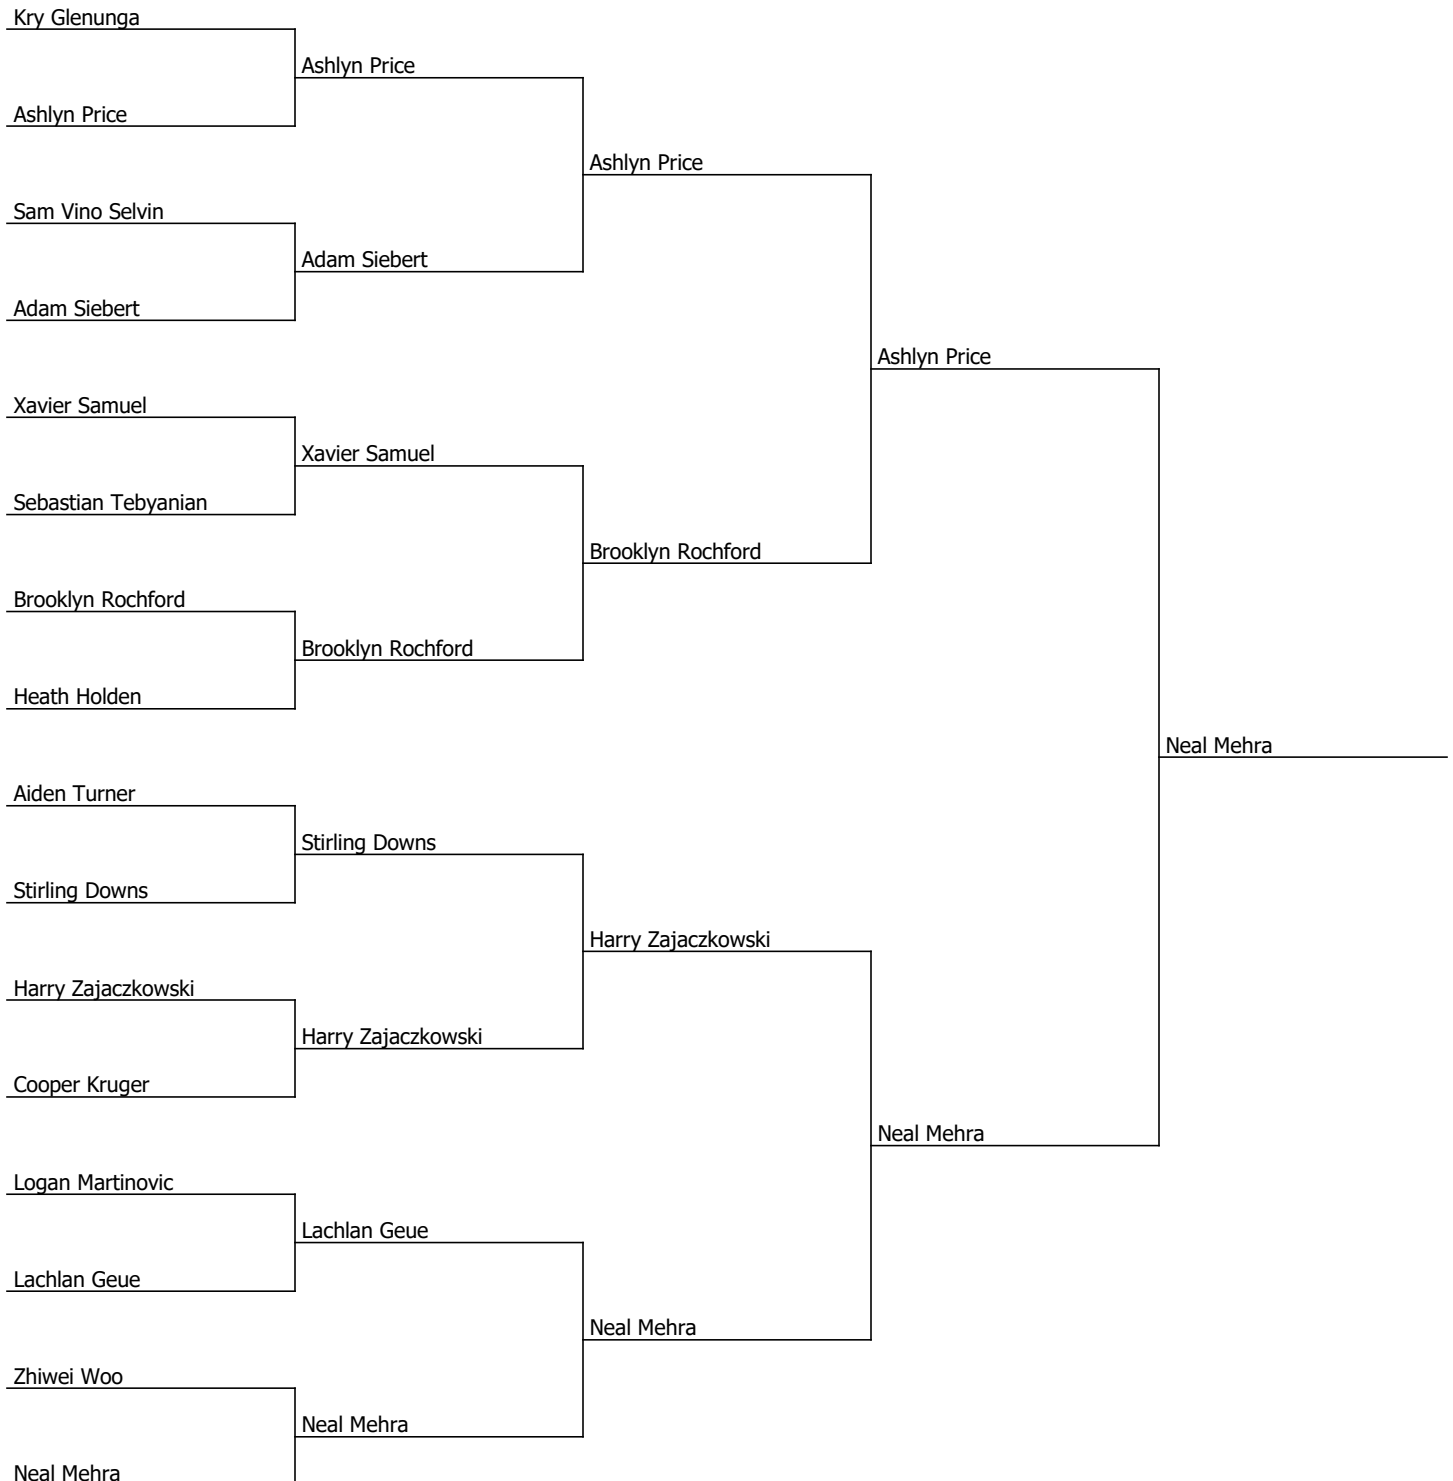 Kry Glenunga
Ashlyn Price
Ashlyn Price
Ashlyn Price
Sam Vino Selvin
Adam Siebert
Adam Siebert
Ashlyn Price
Xavier Samuel
Xavier Samuel
Sebastian Tebyanian
Brooklyn Rochford
Brooklyn Rochford
Brooklyn Rochford
Heath Holden
Neal Mehra
Aiden Turner
Stirling Downs
Stirling Downs
Harry Zajaczkowski
Harry Zajaczkowski
Harry Zajaczkowski
Cooper Kruger
Neal Mehra
Logan Martinovic
Lachlan Geue
Lachlan Geue
Neal Mehra
Zhiwei Woo
Neal Mehra
Neal Mehra